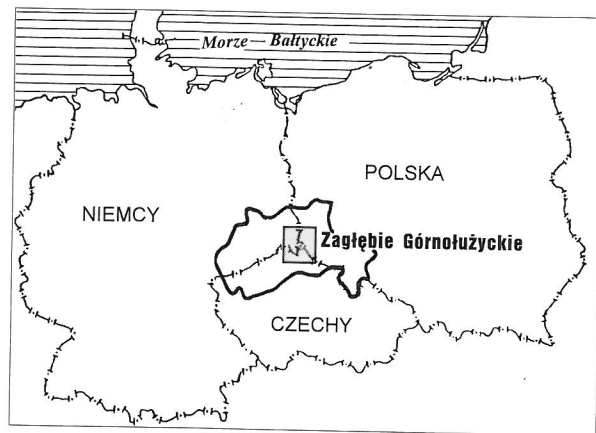 Morze Bałtyckie
POLSKA
NIEMCY
Zagłębie Górnołużyckie
CZECHY